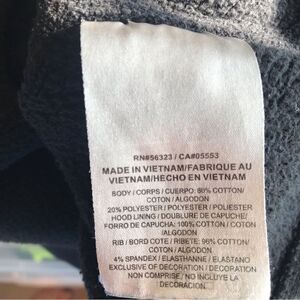 RN#56323 / CA#05553
MADE IN VIETNAM/FABRIQUE AU
VIETNAM/HECHO EN VIETNAM
BODY / CORPS / CUERPO: 80% COTTON/
COTON / ALGODON
20% POLYESTER / POLYESTER / POLIESTER
HOOD LINING / DOUBLURE DE CAPUCHE/
FORRO DE CAPUCHA: 100% COTTON / COTON
/ALGODON
RIB / BORD COTE / RIBETE: 96% COTTON/
COTON / ALGODON
4% SPANDEX / ELASTHANNE / ELASTANO
EXCLUSIVE OF DECORATION / DECORATION
NON COMPRISE / NO INCLUYE LA
DECORACION